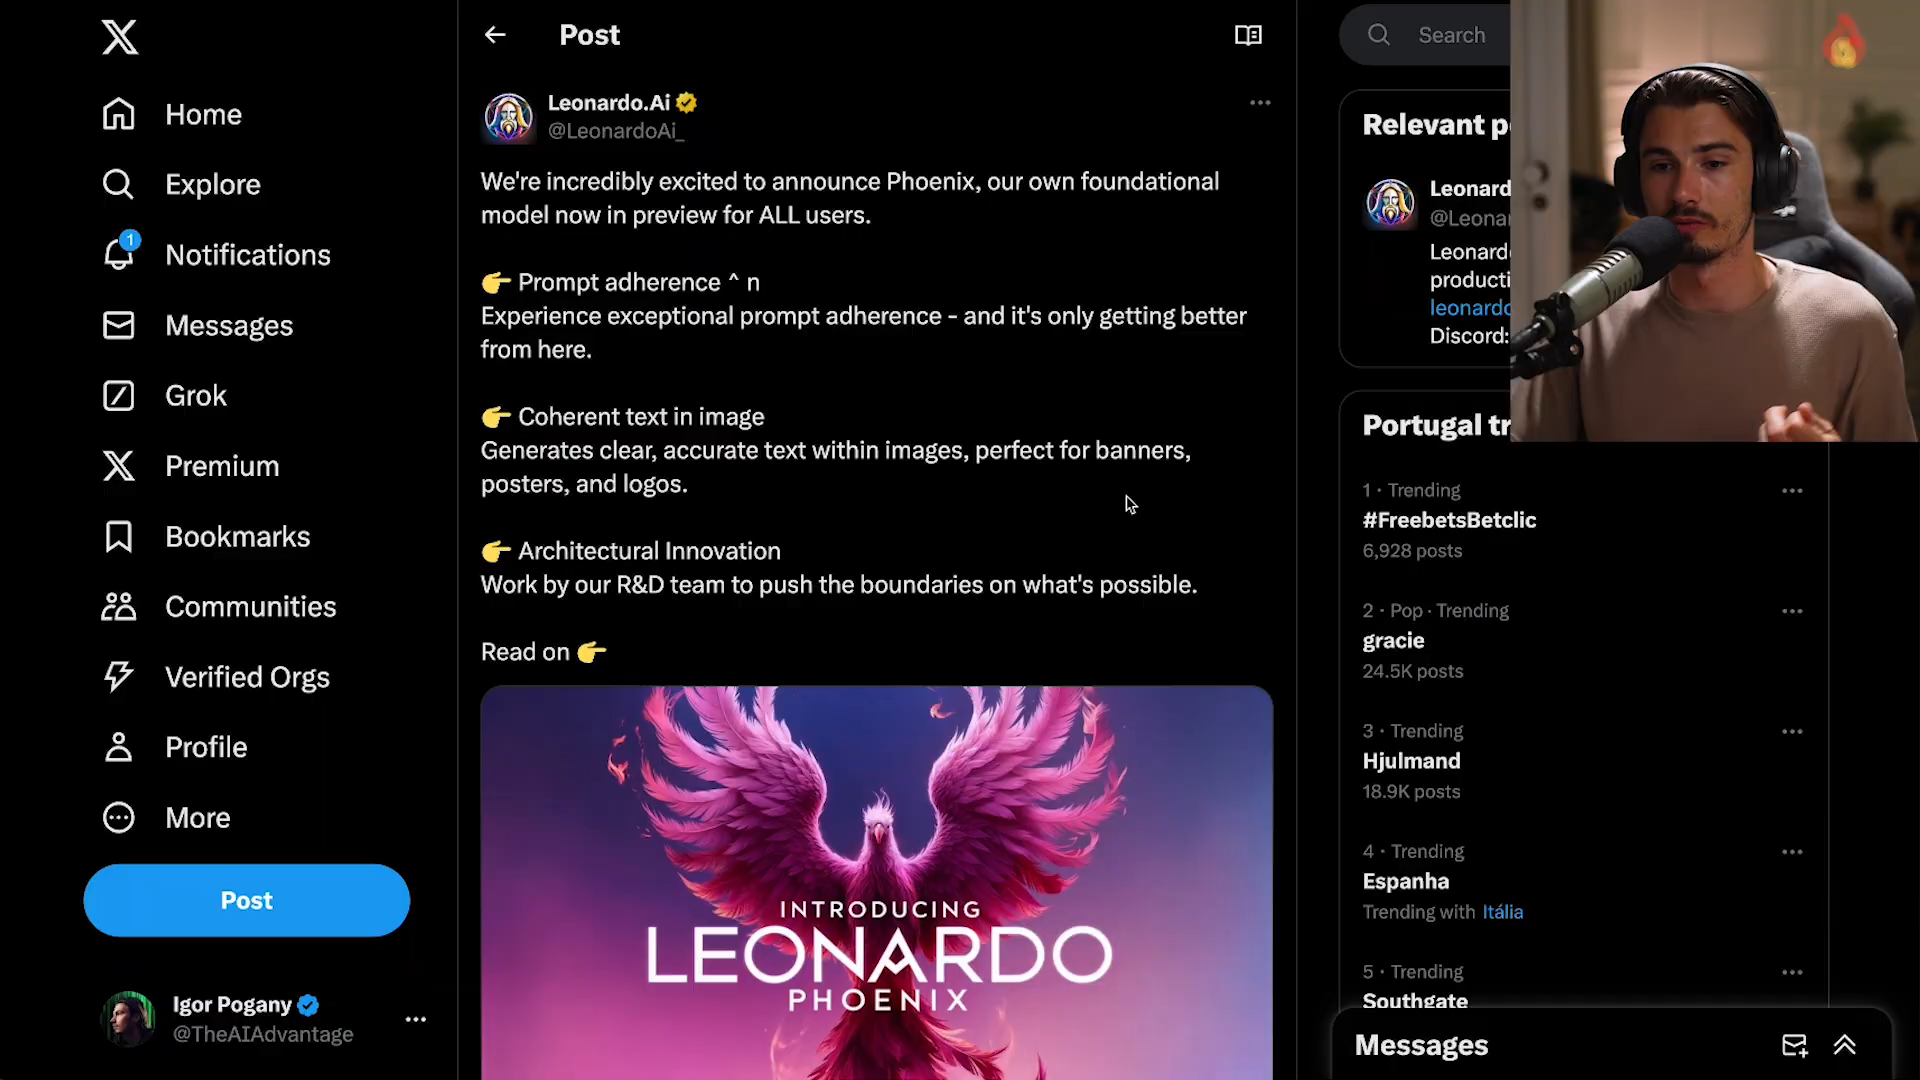 Home
Explore
1
Notifications
Messages
Grok
Premium
Bookmarks
Communities
Verified Orgs
Profile
More
Post
Igor Pogany
@TheAIAdvantage
Post
Leonardo.Ai
@LeonardoAi_
We're incredibly excited to announce Phoenix, our own foundational
model now in preview for ALL users.
👉 Prompt adherence ^ n
Experience exceptional prompt adherence - and it's only getting better
from here.
👉 Coherent text in image
Generates clear, accurate text within images, perfect for banners,
posters, and logos.
👉 Architectural Innovation
Work by our R&D team to push the boundaries on what's possible.
Read on 👉
INTRODUCING
LEONARDO
PHOENIX
Search
Relevant p
Leonard
@Leona
Leonard
producti
leonardo
Discord:
Portugal tr
1 · Trending
#FreebetsBetclic
6,928 posts
2 · Pop · Trending
gracie
24.5K posts
3 · Trending
Hjulmand
18.9K posts
4 · Trending
Espanha
Trending with Itália
5 · Trending
Southgate
Messages